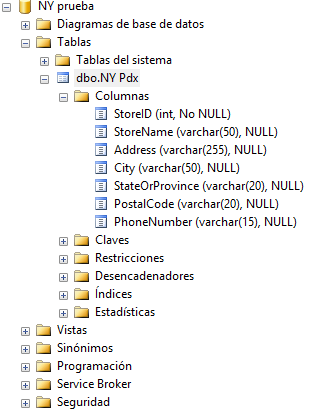 NY prueba
Diagramas de base de datos
Tablas
Tablas del sistema
dbo.NY Pdx
Columnas
StoreID (int, No NULL)
StoreName (varchar(50), NULL)
Address (varchar(255), NULL)
City (varchar(50), NULL)
StateOrProvince (varchar(20), NULL)
PostalCode (varchar(20), NULL)
PhoneNumber (varchar(15), NULL)
Claves
Restricciones
Desencadenadores
Índices
Estadísticas
Vistas
Sinónimos
Programación
Service Broker
Seguridad